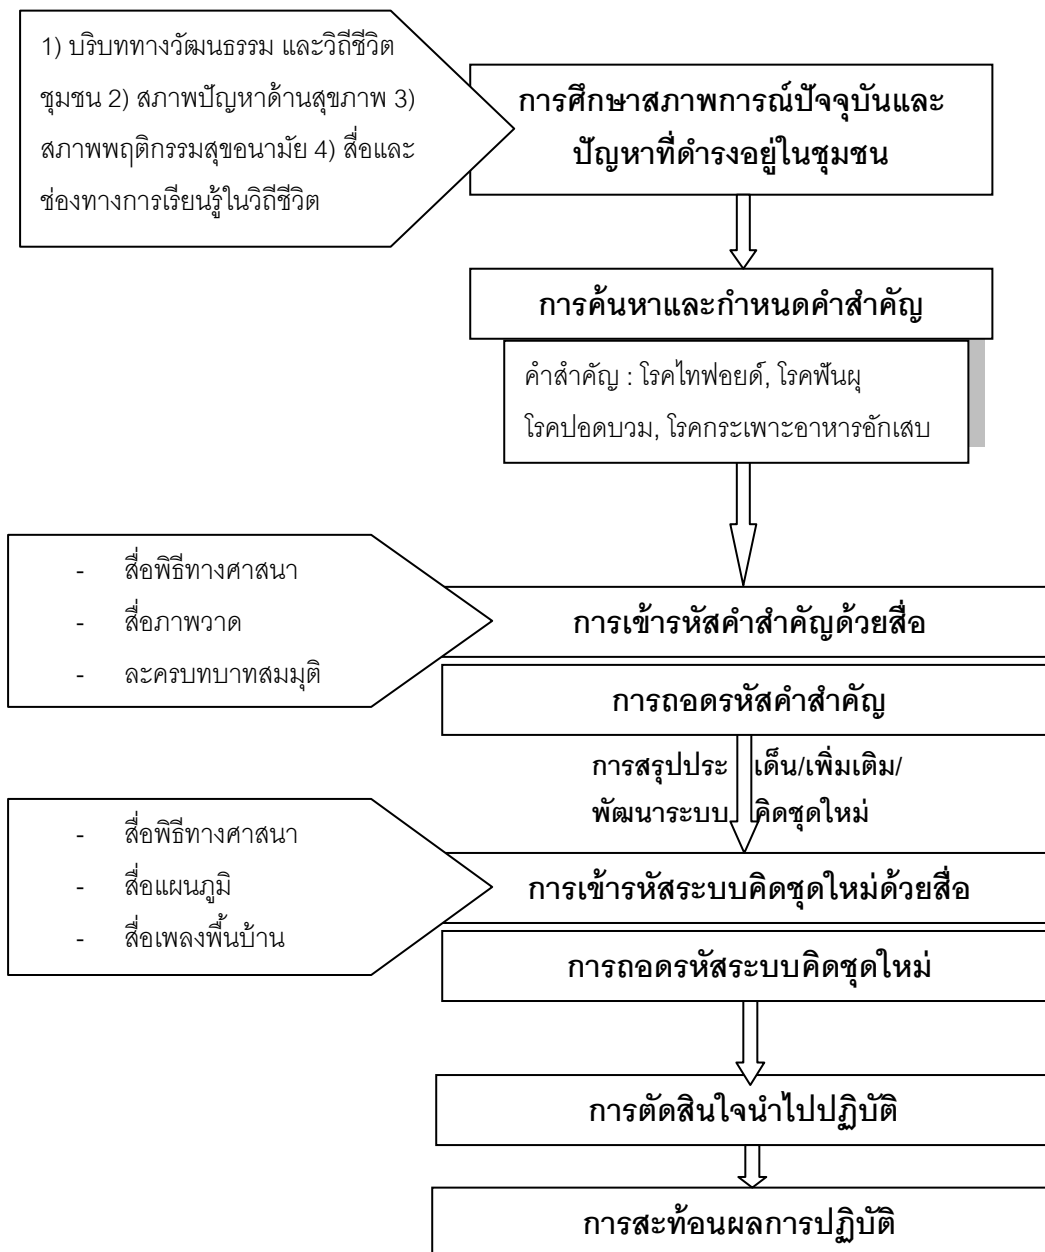 1) บริบททางวัฒนธรรม และวิถีชีวิต
ชุมชน 2) สภาพปัญหาด้านสุขภาพ 3)
สภาพพฤติกรรมสุขอนามัย 4) สื่อและ
ช่องทางการเรียนรู้ในวิถีชีวิต
การศึกษาสภาพการณ์ปัจจุบันและ
ปัญหาที่ดำรงอยู่ในชุมชน
การค้นหาและกำหนดคำสำคัญ
คำสำคัญ : โรคไทฟอยด์, โรคฟันผุ
โรคปอดบวม, โรคกระเพาะอาหารอักเสบ
- สื่อพิธีทางศาสนา
- สื่อภาพวาด
- ละครบทบาทสมมุติ
การเข้ารหัสคำสำคัญด้วยสื่อ
การถอดรหัสคำสำคัญ
การสรุปประเด็น/เพิ่มเติม/
พัฒนาระบบคิดชุดใหม่
- สื่อพิธีทางศาสนา
- สื่อแผนภูมิ
- สื่อเพลงพื้นบ้าน
การเข้ารหัสระบบคิดชุดใหม่ด้วยสื่อ
การถอดรหัสระบบคิดชุดใหม่
การตัดสินใจนำไปปฏิบัติ
การสะท้อนผลการปฏิบัติ